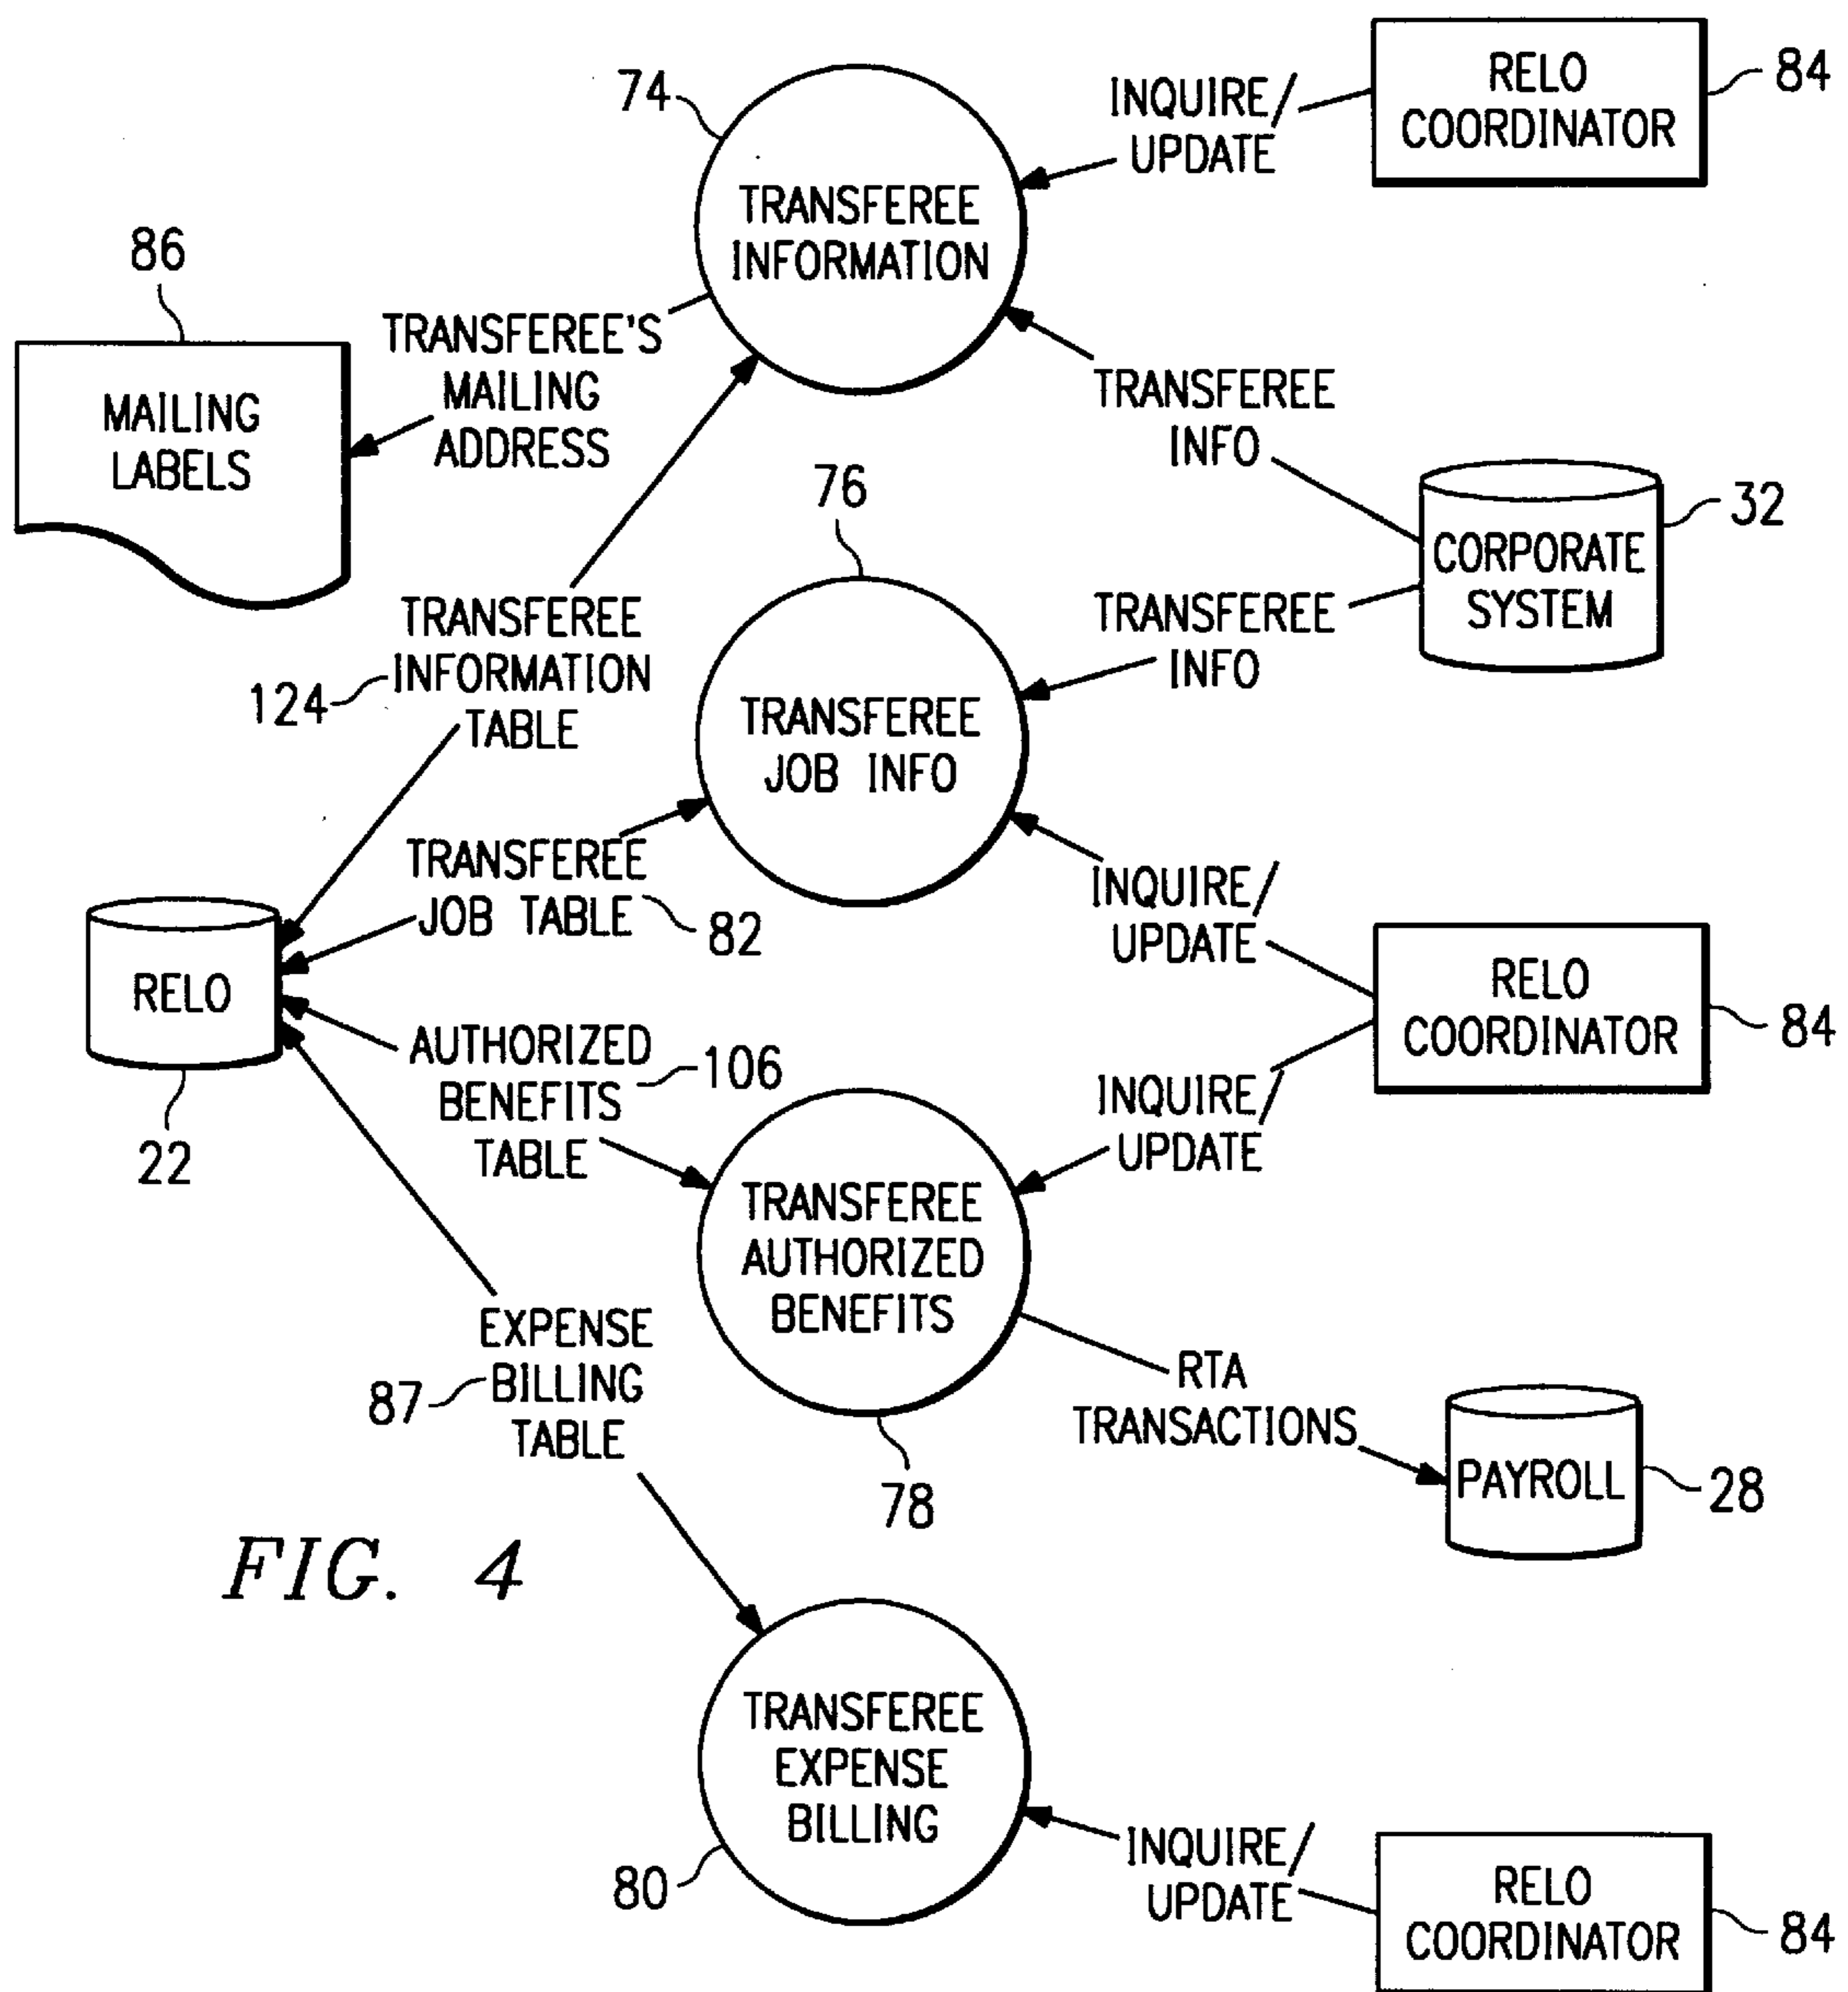 74
INQUIRE/
UPDATE
RELO
COORDINATOR
84
TRANSFEREE
INFORMATION
86
MAILING
LABELS
TRANSFEREE'S
MAILING
ADDRESS
TRANSFEREE
INFO
76
CORPORATE
SYSTEM
32
TRANSFEREE
INFORMATION
TABLE
124
TRANSFEREE
INFO
TRANSFEREE
JOB INFO
TRANSFEREE
JOB TABLE
82
INQUIRE/
UPDATE
RELO
22
RELO
COORDINATOR
84
AUTHORIZED
BENEFITS
TABLE
106
INQUIRE/
UPDATE
TRANSFEREE
AUTHORIZED
BENEFITS
78
EXPENSE
BILLING
TABLE
87
RTA
TRANSACTIONS
PAYROLL
28
FIG. 4
TRANSFEREE
EXPENSE
BILLING
80
INQUIRE/
UPDATE
RELO
COORDINATOR
84